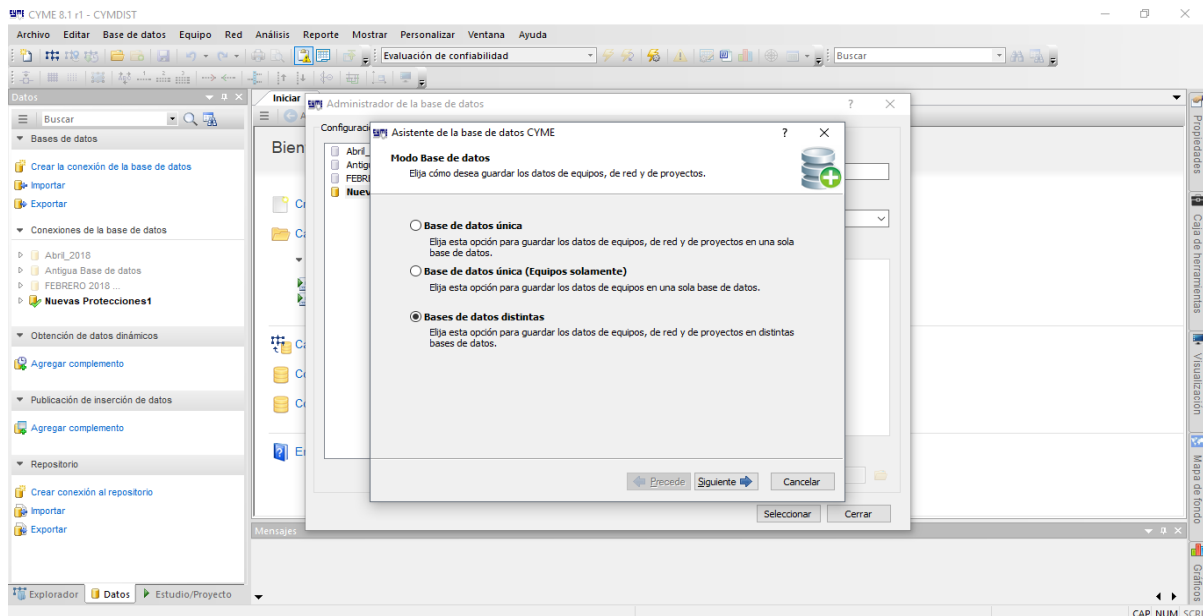 CYME 8.1 r1 - CYMDIST
Archivo Editar Base de datos Equipo Red Análisis Reporte Mostrar Personalizar Ventana Ayuda
Evaluación de confiabilidad
Buscar
Datos
Buscar
Bases de datos
Crear la conexión de la base de datos
Importar
Exportar
Conexiones de la base de datos
Abril_2018
Antigua Base de datos
FEBRERO 2018 ...
Nuevas Protecciones1
Obtención de datos dinámicos
Agregar complemento
Publicación de inserción de datos
Agregar complemento
Repositorio
Crear conexión al repositorio
Importar
Exportar
Explorador Datos Estudio/Proyecto
Iniciar
Bien
Administrador de la base de datos
?
Configuraci
Abril_
Antig
FEBR
Nuev
Asistente de la base de datos CYME
?
Modo Base de datos
Elija cómo desea guardar los datos de equipos, de red y de proyectos.
Base de datos única
Elija esta opción para guardar los datos de equipos, de red y de proyectos en una sola
base de datos.
Base de datos única (Equipos solamente)
Elija esta opción para guardar los datos de equipos en una sola base de datos.
Bases de datos distintas
Elija esta opción para guardar los datos de equipos, de red y de proyectos en distintas
bases de datos.
Precede Siguiente Cancelar
Seleccionar Cerrar
Mensajes
Propiedades
Caja de herramientas
Visualización
Mapa de fondo
Gráficos
CAP NUM SCRL